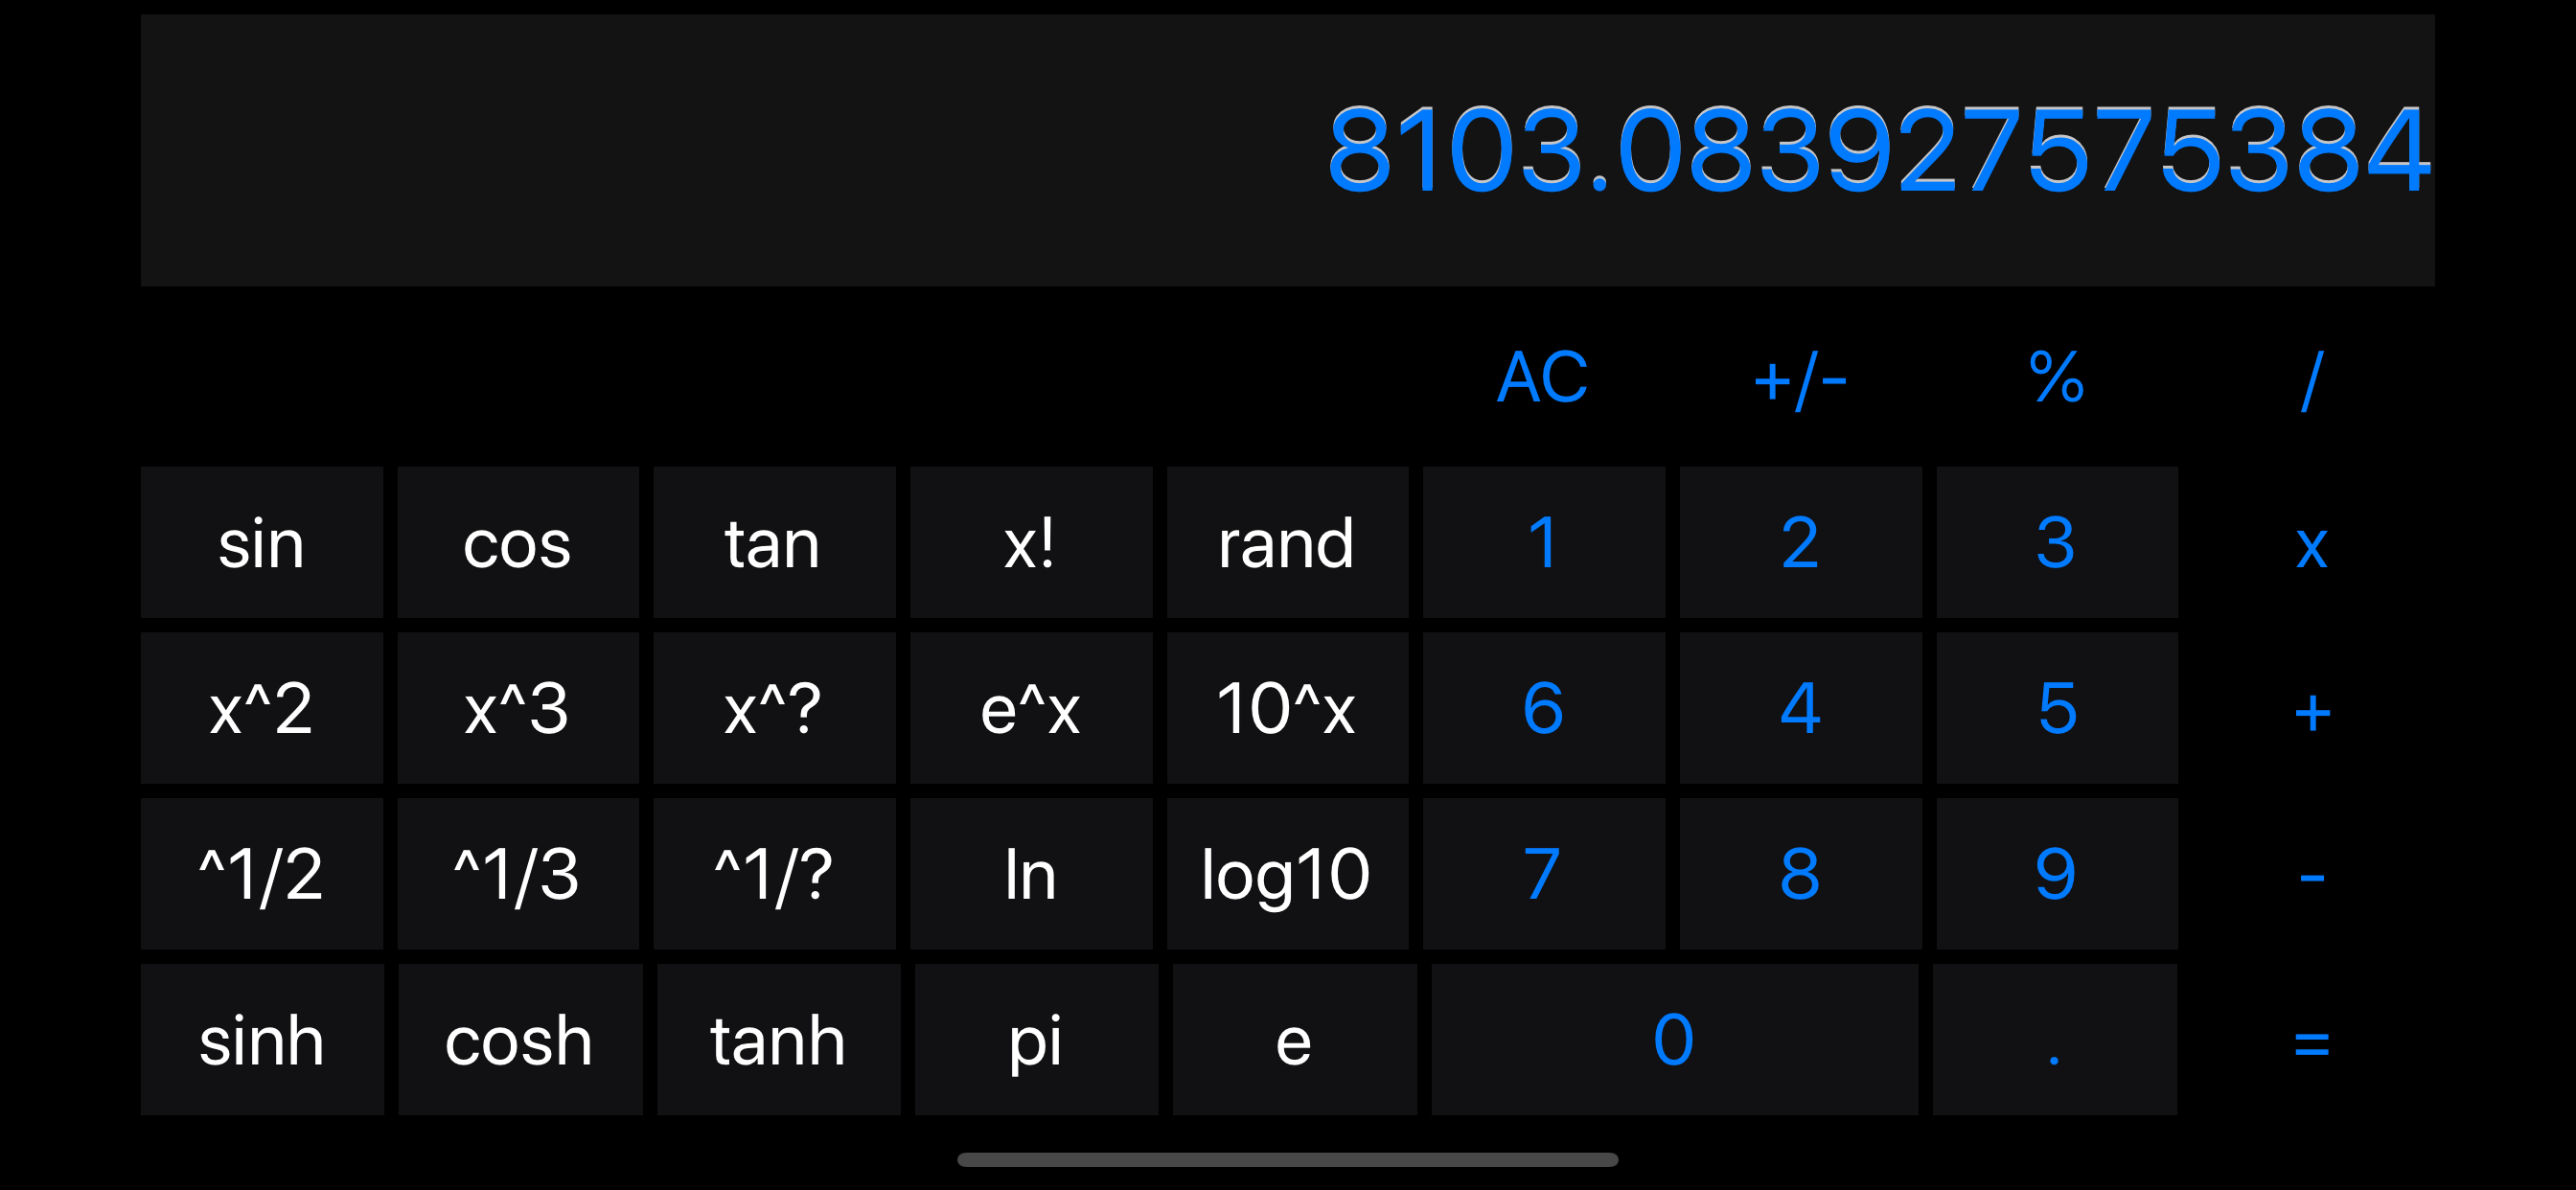 8103.083927575384
AC +/- % /
sin cos tan x! rand 1 2 3 x
x^2 x^3 x^? e^x 10^x 6 4 5 +
^1/2 ^1/3 ^1/? ln log10 7 8 9 -
sinh cosh tanh pi e 0 . =